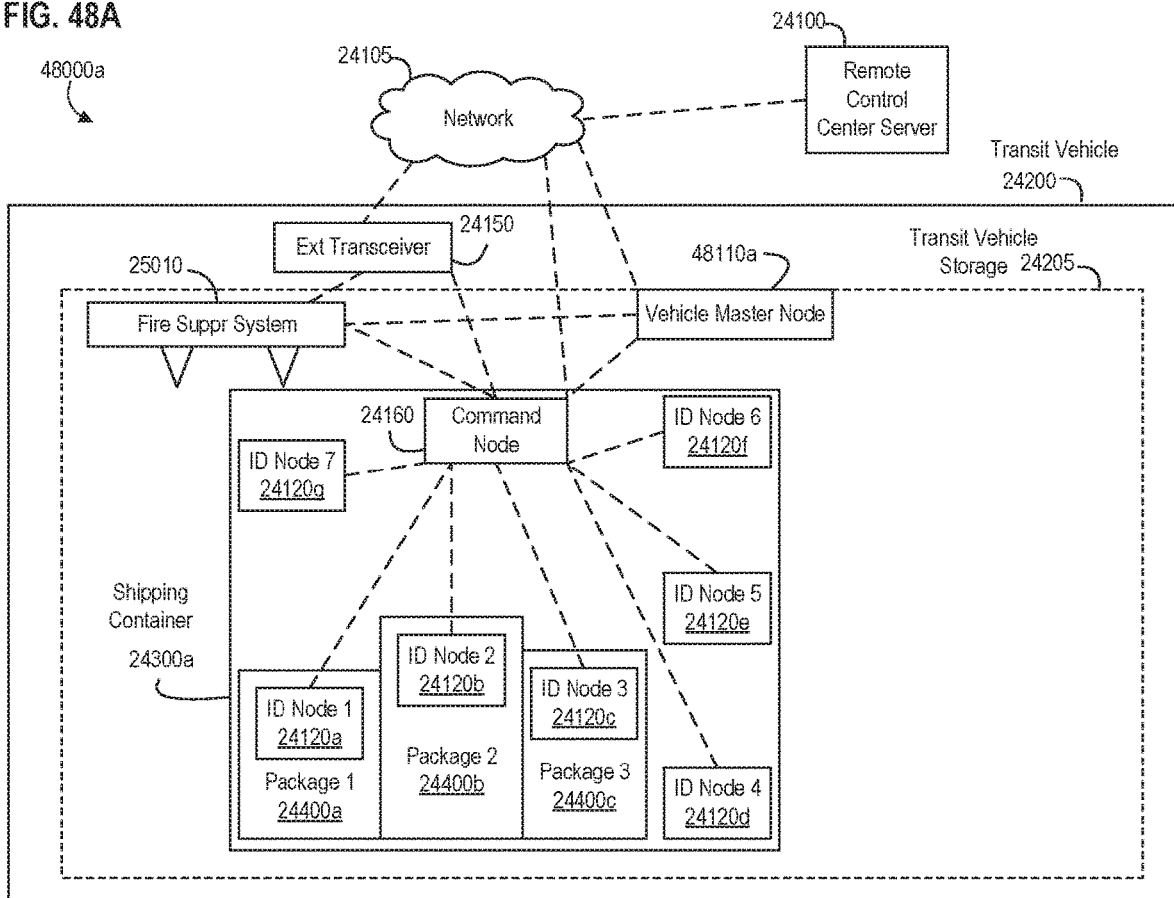 FIG. 48A
48000a
24105
Network
24100
Remote
Control
Center Server
Transit Vehicle
24200
Ext Transceiver
24150
Transit Vehicle
Storage 24205
25010
48110a
Fire Suppr System
Vehicle Master Node
24160
Command
Node
ID Node 6
24120f
ID Node 7
24120g
Shipping
Container
24300a
ID Node 5
24120e
ID Node 2
24120b
ID Node 3
24120c
ID Node 1
24120a
Package 2
24400b
Package 3
24400c
Package 1
24400a
ID Node 4
24120d